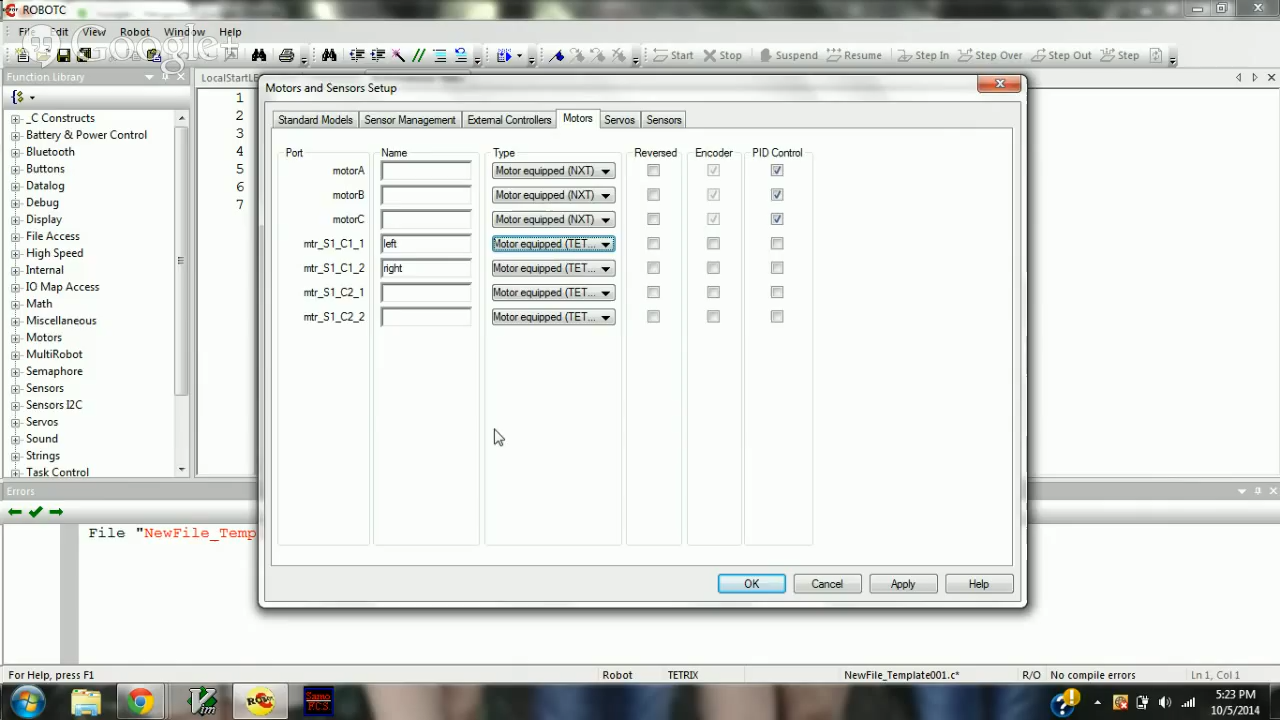 ROBOTC
File Edit View Robot Window Help
Google+
Start Stop Suspend Resume Step In Step Over Step Out Step
Function Library
LocalStartLE
_C Constructs
Battery & Power Control
Bluetooth
Buttons
Datalog
Debug
Display
File Access
High Speed
Internal
IO Map Access
Math
Miscellaneous
Motors
MultiRobot
Semaphore
Sensors
Sensors I2C
Servos
Sound
Strings
Task Control
1
2
3
4
5
6
7
Motors and Sensors Setup
Standard Models Sensor Management External Controllers Motors Servos Sensors
Port Name Type Reversed Encoder PID Control
motorA Motor equipped (NXT)
motorB Motor equipped (NXT)
motorC Motor equipped (NXT)
mtr_S1_C1_1 left Motor equipped (TET...
mtr_S1_C1_2 right Motor equipped (TET...
mtr_S1_C2_1 Motor equipped (TET...
mtr_S1_C2_2 Motor equipped (TET...
OK Cancel Apply Help
Errors
File "NewFile_Temp
For Help, press F1 Robot TETRIX NewFile_Template001.c* R/O No compile errors Ln 1, Col 1
Samo
FCS
5:23 PM
10/5/2014